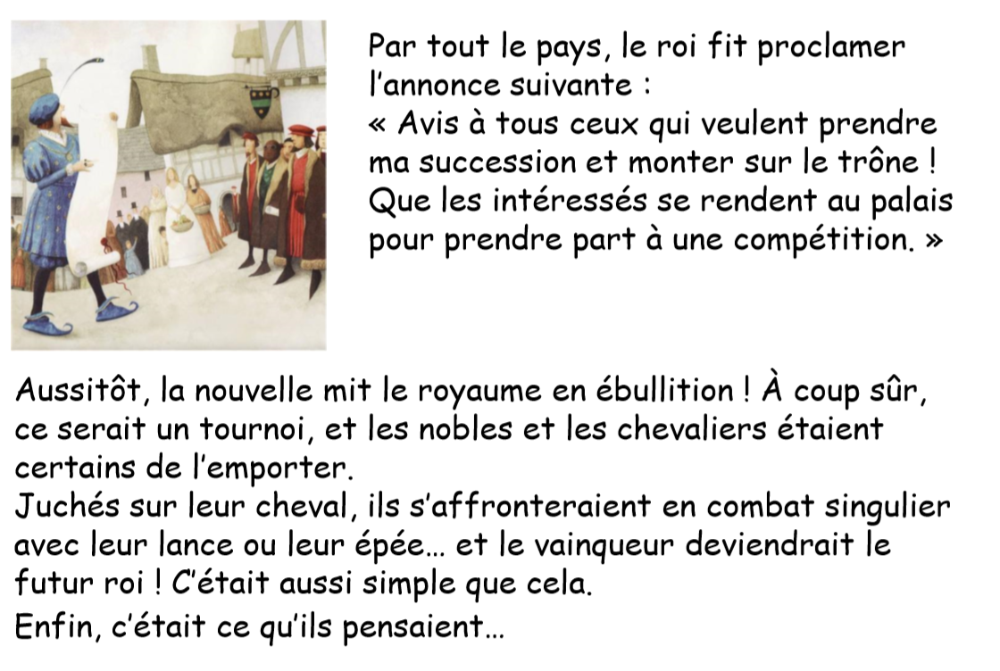 Par tout le pays, le roi fit proclamer
l'annonce suivante :
« Avis à tous ceux qui veulent prendre
ma succession et monter sur le trône !
Que les intéressés se rendent au palais
pour prendre part à une compétition. »
Aussitôt, la nouvelle mit le royaume en ébullition ! À coup sûr,
ce serait un tournoi, et les nobles et les chevaliers étaient
certains de l'emporter.
Juchés sur leur cheval, ils s'affronteraient en combat singulier
avec leur lance ou leur épée... et le vainqueur deviendrait le
futur roi ! C'était aussi simple que cela.
Enfin, c'était ce qu'ils pensaient...